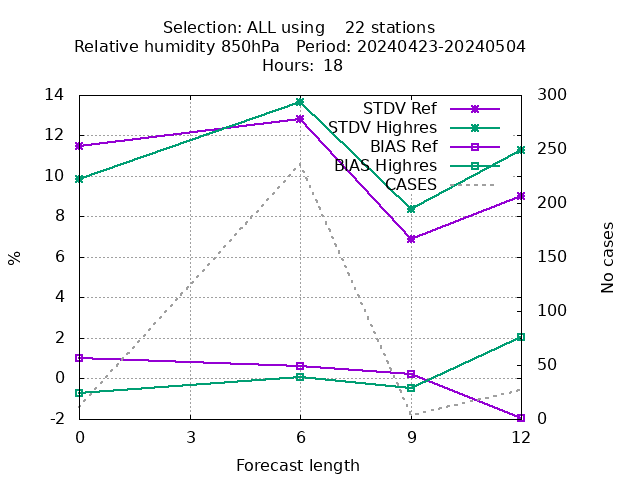 Selection: ALL using    22 stations
Relative humidity 850hPa   Period: 20240423-20240504
Hours: 18
14
12
10
8
6
4
2
0
-2
%
300
250
200
150
100
50
0
No cases
STDV Ref
STDV Highres
BIAS Ref
BIAS Highres
CASES
0 3 6 9 12
Forecast length